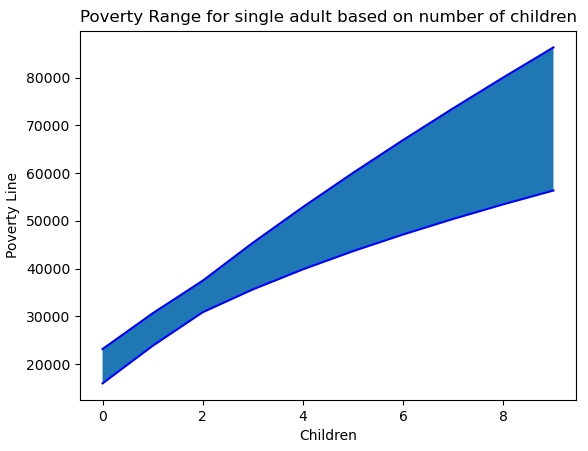 Poverty Range for single adult based on number of children
80000
70000
60000
50000
40000
30000
20000
Poverty Line
0 2 4 6 8
Children